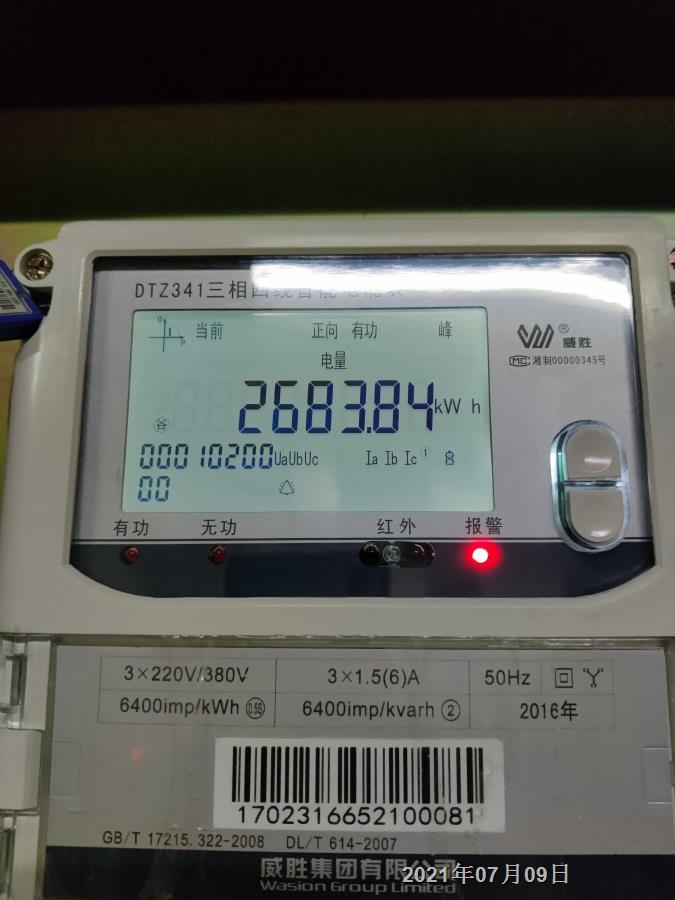 DTZ341三相四线智能电能表
当前 正向 有功 峰
电量
2683.84 kW h
谷
00010200 UaUbUc Ia Ib Ic ①
00
威胜®
MC 湘制00000345号
有功 无功 红外 报警
3×220V/380V 3×1.5(6)A 50Hz
6400imp/kWh 0.5S 6400imp/kvarh ② 2016年
1702316652100081
GB/T 17215.322-2008 DL/T 614-2007
威胜集团有限公司
Wasion Group Limited
2021年07月09日